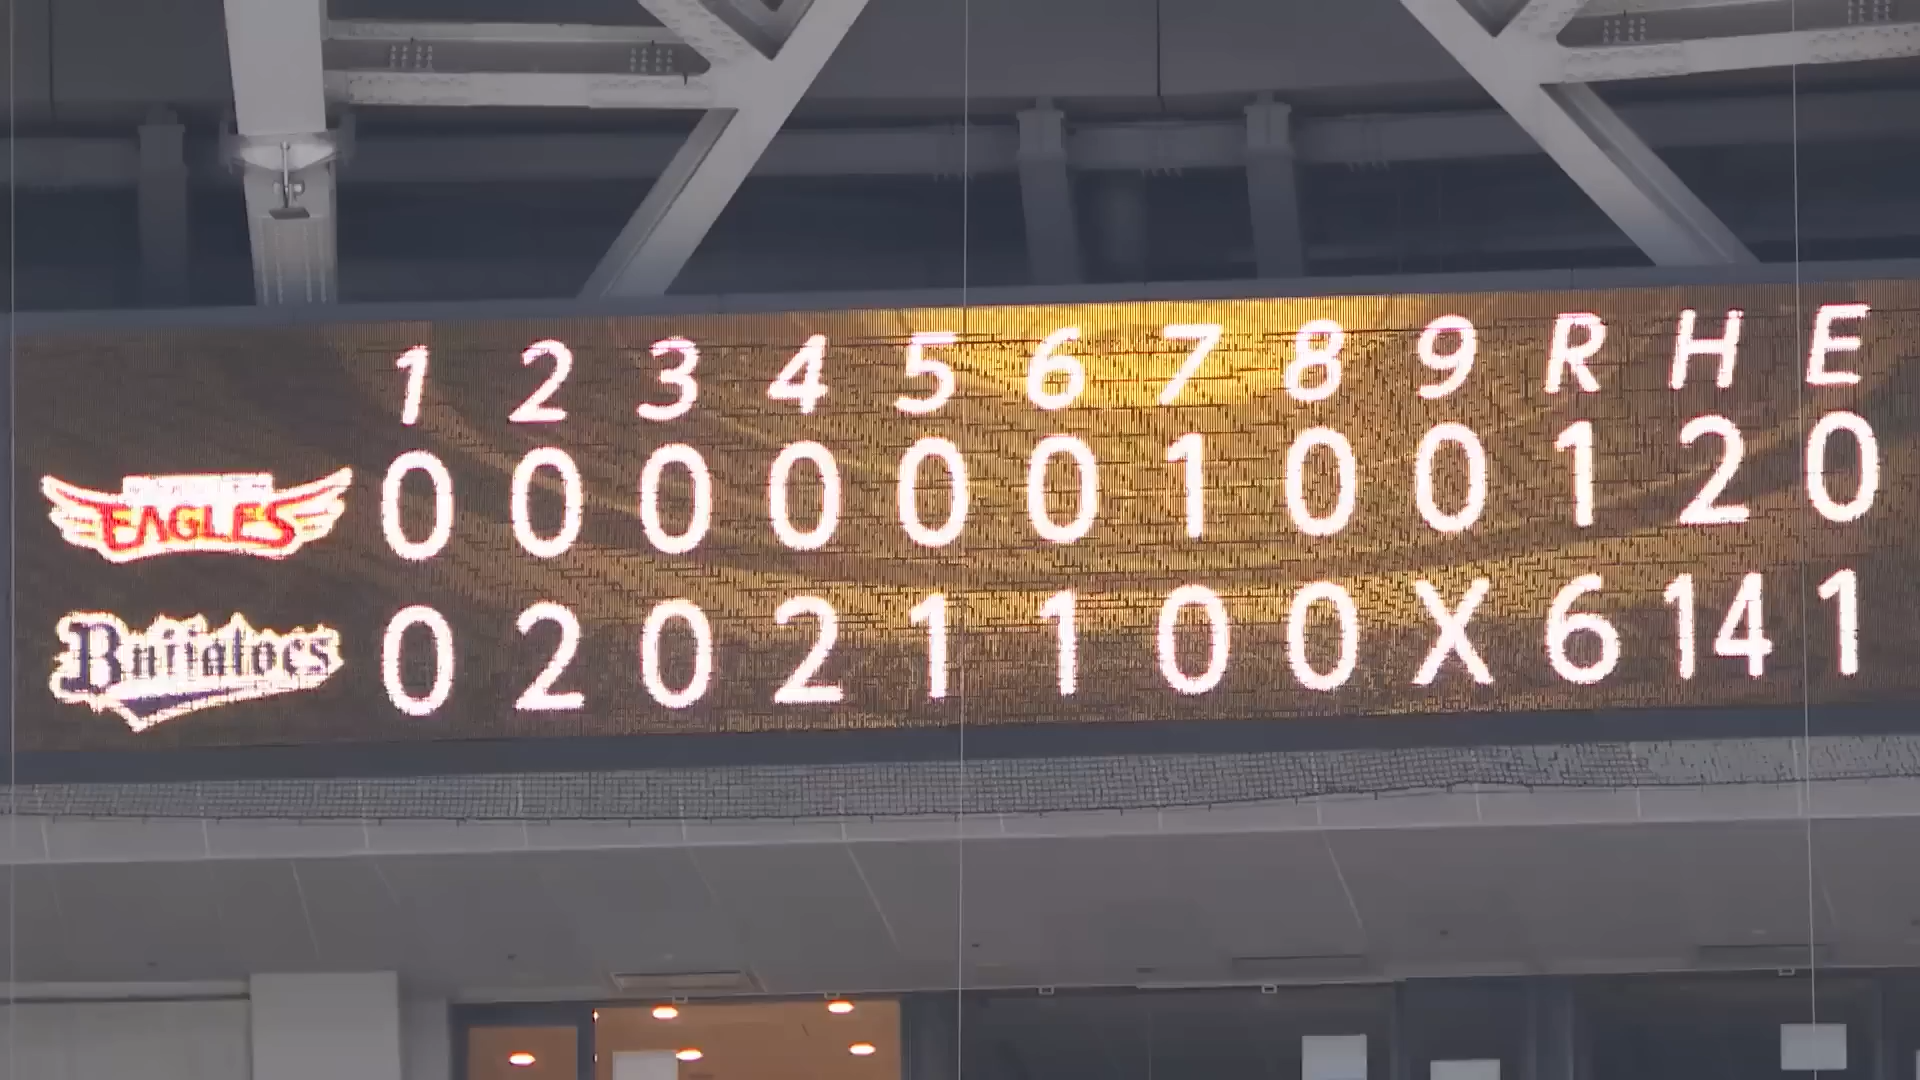 1 2 3 4 5 6 7 8 9 R H E
EAGLES 0 0 0 0 0 0 1 0 0 1 2 0
Buffaloes 0 2 0 2 1 1 0 0 X 6 14 1